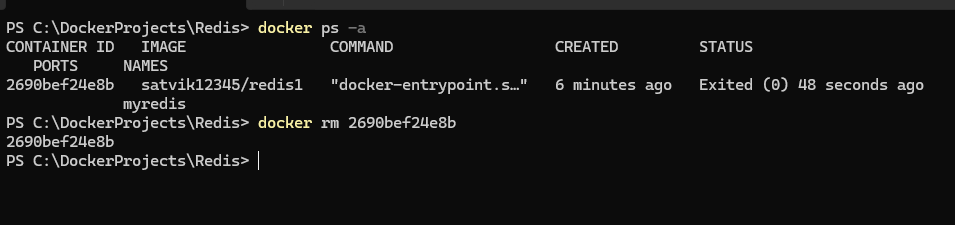 PS C:\DockerProjects\Redis> docker ps -a
CONTAINER ID   IMAGE               COMMAND                  CREATED         STATUS
   PORTS     NAMES
2690bef24e8b   satvik12345/redis1   "docker-entrypoint.s…"   6 minutes ago   Exited (0) 48 seconds ago
             myredis
PS C:\DockerProjects\Redis> docker rm 2690bef24e8b
2690bef24e8b
PS C:\DockerProjects\Redis>